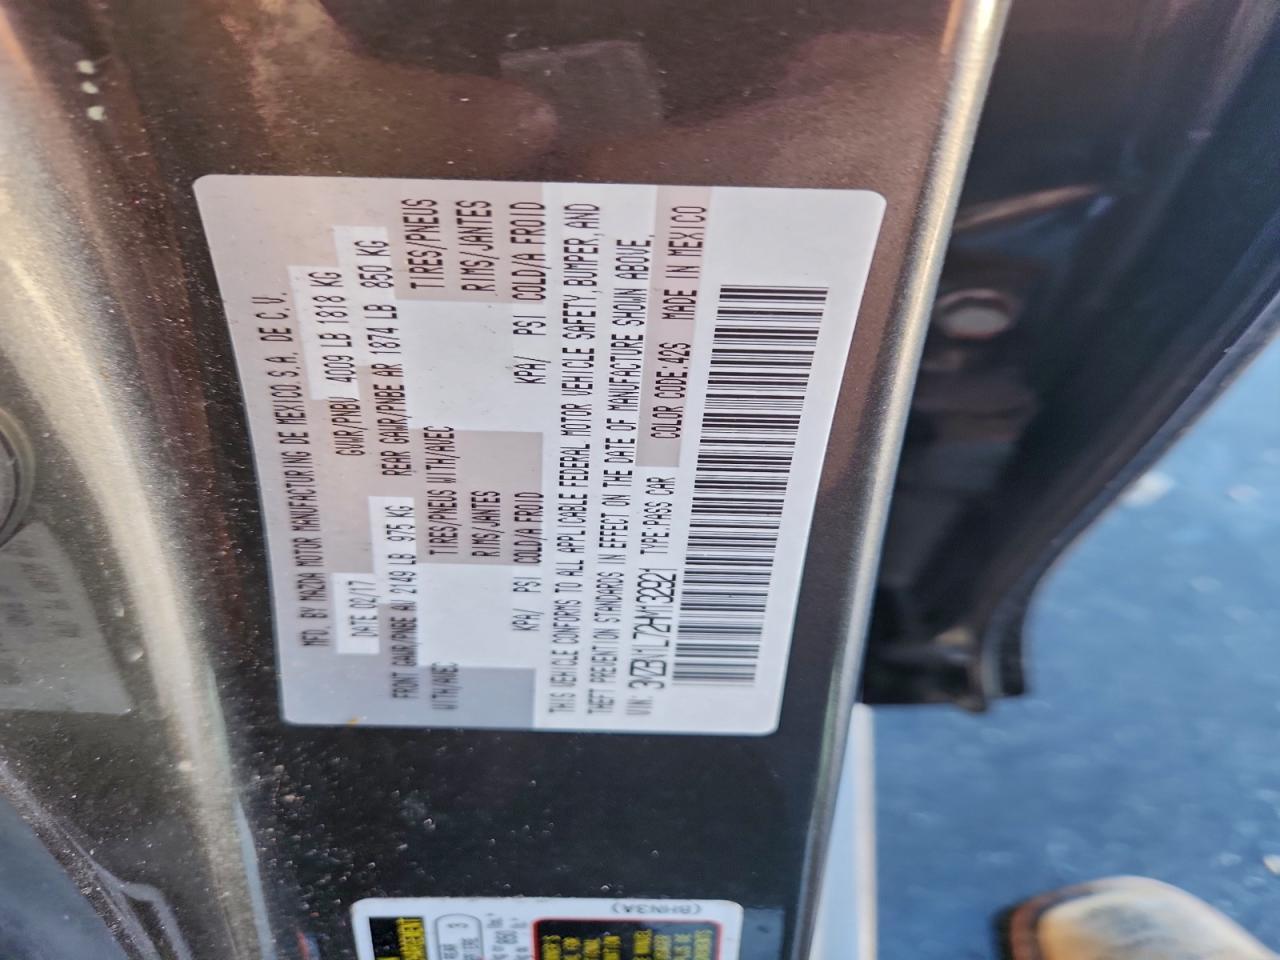 MFD. BY MAZDA MOTOR MANUFACTURING DE MEXICO. S.A. DE C.V.
DATE 02/17 GVWR/PNBV 4009 LB 1818 KG
FRONT GAWR/PNBE AV 2149 LB 975 KG REAR GAWR/PNBE AR 1874 LB 850 KG
WITH/AVEC TIRES/PNEUS WITH/AVEC TIRES/PNEUS
RIMS/JANTES RIMS/JANTES
KPA/ PSI COLD/A FROID KPA/ PSI COLD/A FROID
THIS VEHICLE CONFORMS TO ALL APPLICABLE FEDERAL MOTOR VEHICLE SAFETY, BUMPER, AND
THEFT PREVENTION STANDARDS IN EFFECT ON THE DATE OF MANUFACTURE SHOWN ABOVE.
VIN: 3MZBN1L72HM132921 TYPE:PASS CAR COLOR CODE:42S MADE IN MEXICO
(BHN3A)